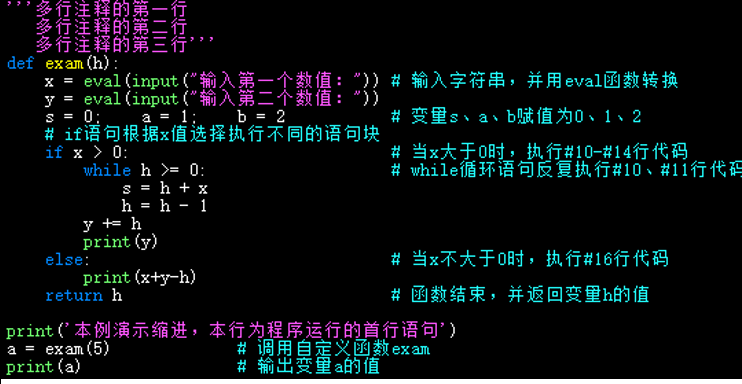 '''多行注释的第一行
多行注释的第二行
多行注释的第三行'''
def exam(h):
    x = eval(input("输入第一个数值: ")) # 输入字符串，并用eval函数转换
    y = eval(input("输入第二个数值: "))
    s = 0;    a = 1;    b = 2           # 变量s、a、b赋值为0、1、2
    # if语句根据x值选择执行不同的语句块
    if x > 0:                           # 当x大于0时，执行#10-#14行代码
        while h >= 0:                   # while循环语句反复执行#10、#11行代码
            s = h + x
            h = h - 1
        y += h
        print(y)
    else:                               # 当x不大于0时，执行#16行代码
        print(x+y-h)
    return h                            # 函数结束，并返回变量h的值
print('本例演示缩进，本行为程序运行的首行语句')
a = exam(5)             # 调用自定义函数exam
print(a)                # 输出变量a的值